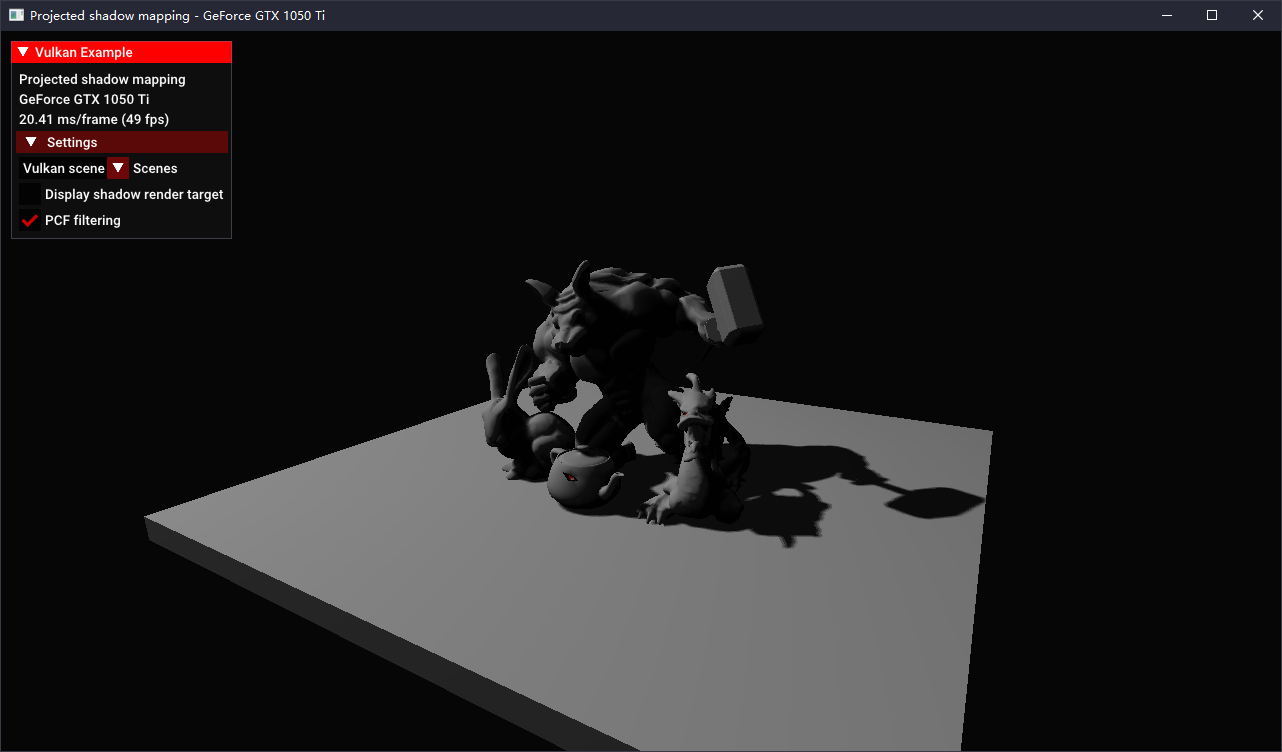 Projected shadow mapping - GeForce GTX 1050 Ti
Vulkan Example
Projected shadow mapping
GeForce GTX 1050 Ti
20.41 ms/frame (49 fps)
Settings
Vulkan scene Scenes
Display shadow render target
PCF filtering